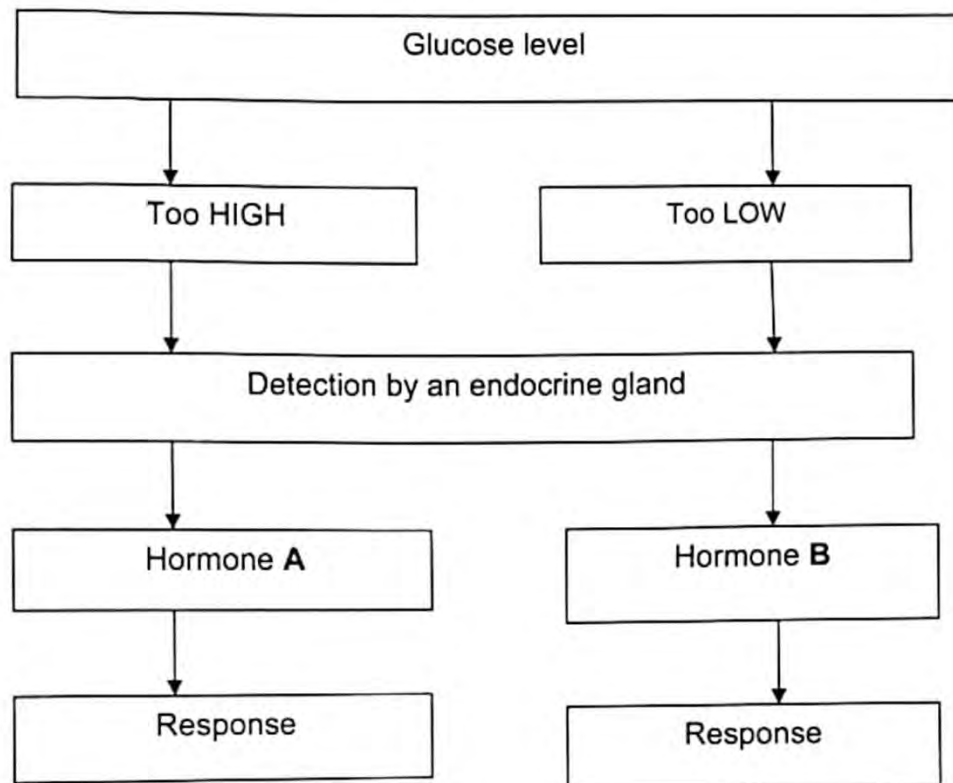 Glucose level
Too HIGH
Too LOW
Detection by an endocrine gland
Hormone A
Hormone B
Response
Response